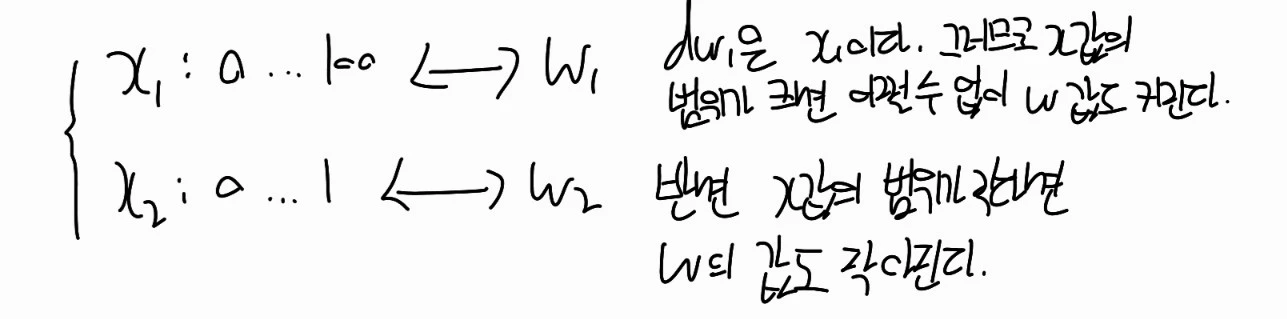 x₁ : 0 ... 100 ⟷ W₁
dw₁은 x₁이다. 그러므로 x값의
범위가 크면 어쩔수 없이 w 값도 커진다.
x₂ : 0 ... 1 ⟷ W₂
반면 x값의 범위가 작다면
W의 값도 작아진다.